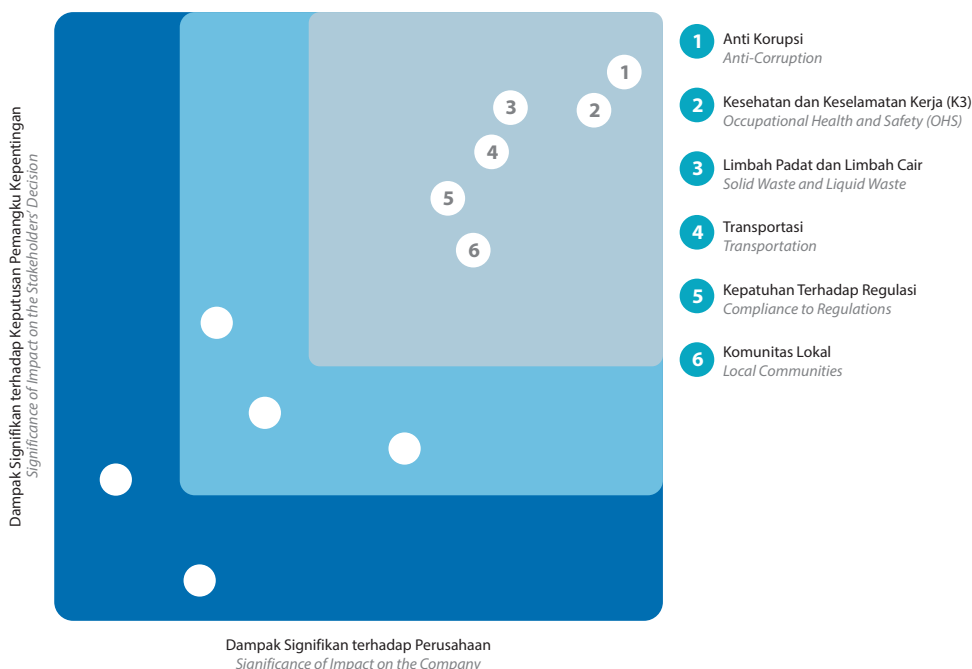 Dampak Signifikan terhadap Keputusan Pemangku Kepentingan
Significance of Impact on the Stakeholders' Decision
1
2
3
4
5
6
1 Anti Korupsi
Anti-Corruption
2 Kesehatan dan Keselamatan Kerja (K3)
Occupational Health and Safety (OHS)
3 Limbah Padat dan Limbah Cair
Solid Waste and Liquid Waste
4 Transportasi
Transportation
5 Kepatuhan Terhadap Regulasi
Compliance to Regulations
6 Komunitas Lokal
Local Communities
Dampak Signifikan terhadap Perusahaan
Significance of Impact on the Company